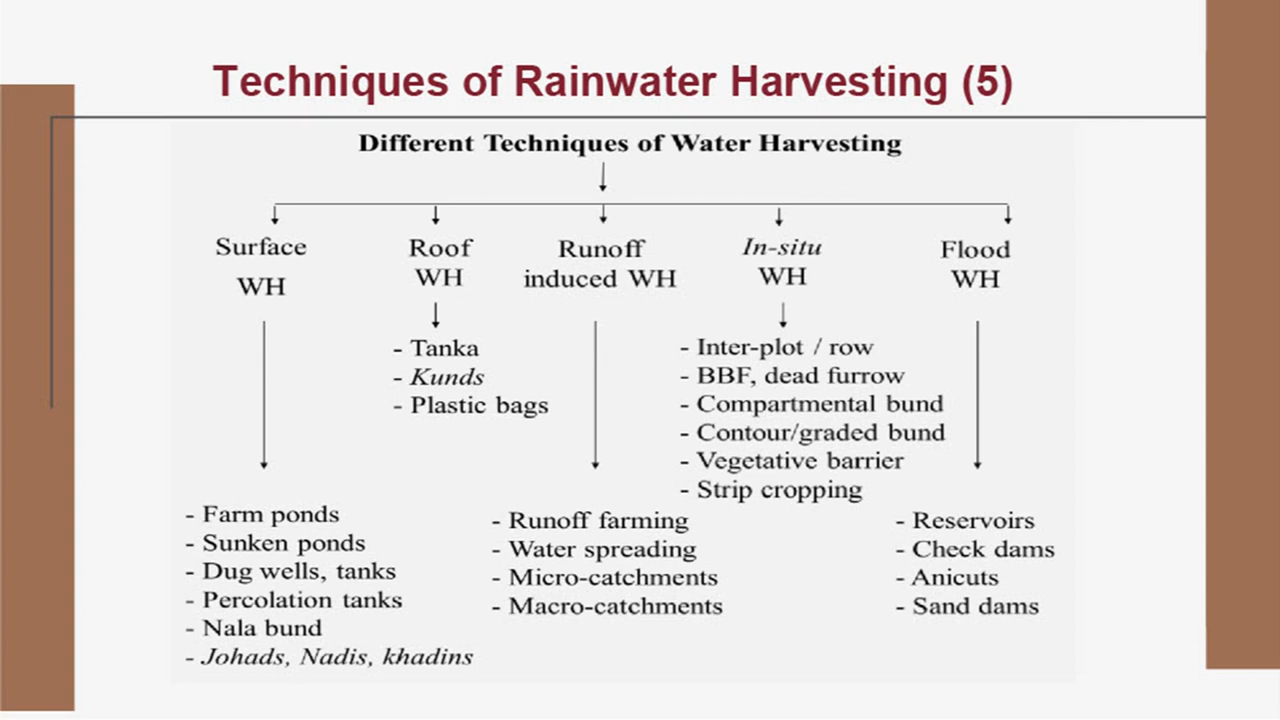 Techniques of Rainwater Harvesting (5)
Different Techniques of Water Harvesting
Surface
WH
Roof
WH
Runoff
induced WH
In-situ
WH
Flood
WH
- Farm ponds
- Sunken ponds
- Dug wells, tanks
- Percolation tanks
- Nala bund
- Johads, Nadis, khadins
- Tanka
- Kunds
- Plastic bags
- Runoff farming
- Water spreading
- Micro-catchments
- Macro-catchments
- Inter-plot / row
- BBF, dead furrow
- Compartmental bund
- Contour/graded bund
- Vegetative barrier
- Strip cropping
- Reservoirs
- Check dams
- Anicuts
- Sand dams